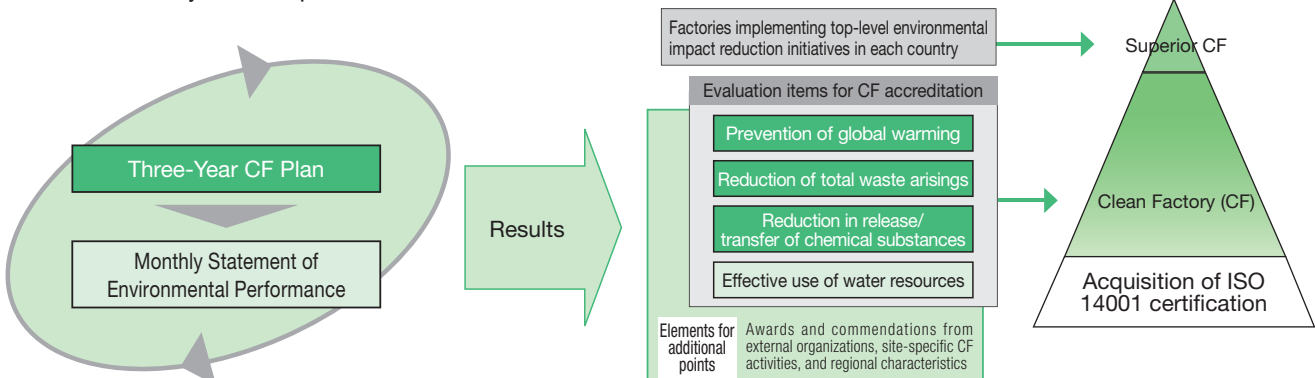 Three-Year CF Plan
Monthly Statement of
Environmental Performance
Results
Factories implementing top-level environmental
impact reduction initiatives in each country
Evaluation items for CF accreditation
Prevention of global warming
Reduction of total waste arisings
Reduction in release/
transfer of chemical substances
Effective use of water resources
Elements for
additional
points
Awards and commendations from
external organizations, site-specific CF
activities, and regional characteristics
Superior CF
Clean Factory (CF)
Acquisition of ISO
14001 certification